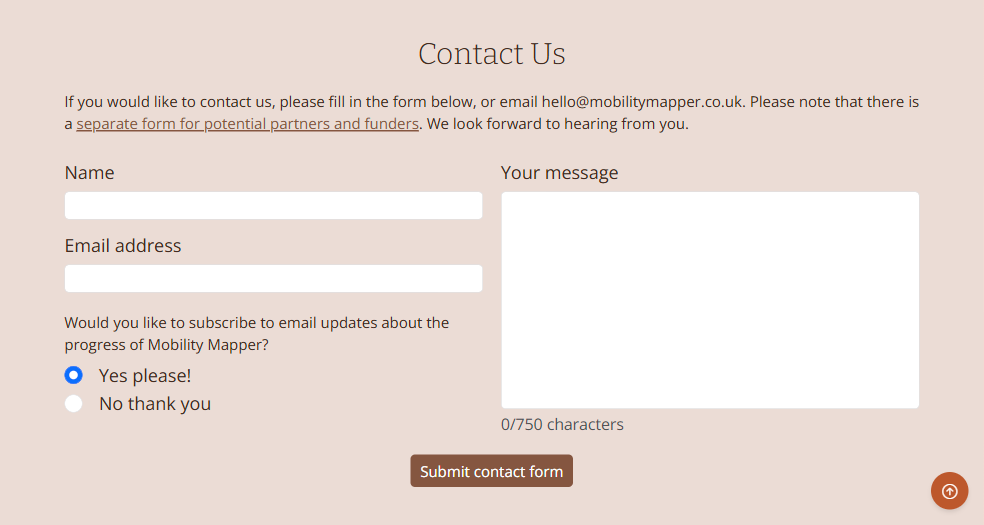 Contact Us
If you would like to contact us, please fill in the form below, or email hello@mobilitymapper.co.uk. Please note that there is
a separate form for potential partners and funders. We look forward to hearing from you.
Name
Email address
Would you like to subscribe to email updates about the
progress of Mobility Mapper?
Yes please!
No thank you
Your message
0/750 characters
Submit contact form